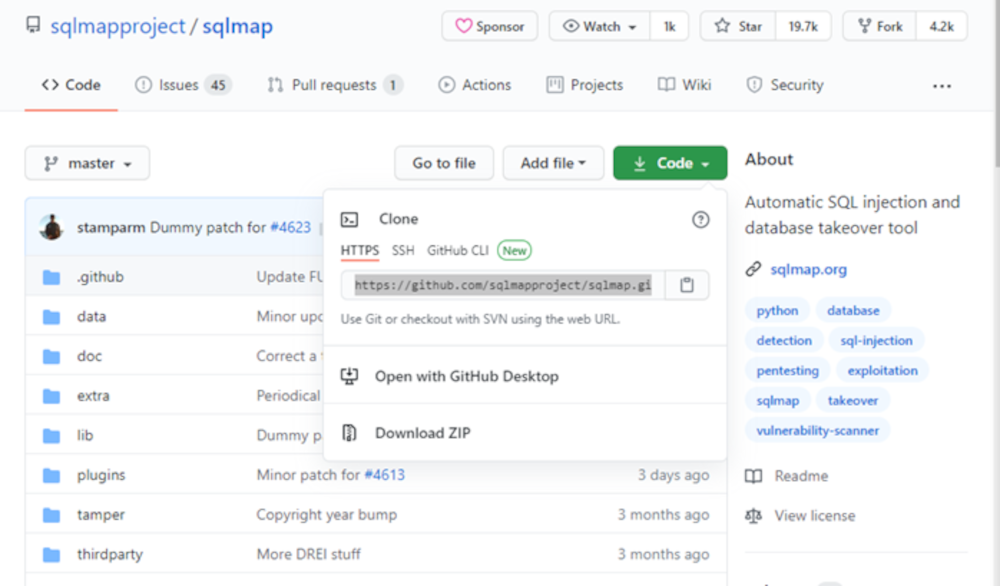 sqlmapproject / sqlmap
Sponsor Watch 1k Star 19.7k Fork 4.2k
Code Issues 45 Pull requests 1 Actions Projects Wiki Security ...
master Go to file Add file Code
About
Automatic SQL injection and
database takeover tool
sqlmap.org
python database
detection sql-injection
pentesting exploitation
sqlmap takeover
vulnerability-scanner
Readme
View license
stamparm Dummy patch for #4623
Clone
HTTPS SSH GitHub CLI New
https://github.com/sqlmapproject/sqlmap.gi
Use Git or checkout with SVN using the web URL.
Open with GitHub Desktop
Download ZIP
.github Update FU
data Minor upd
doc Correct a
extra Periodical
lib Dummy p
plugins Minor patch for #4613 3 days ago
tamper Copyright year bump 3 months ago
thirdparty More DREI stuff 3 months ago